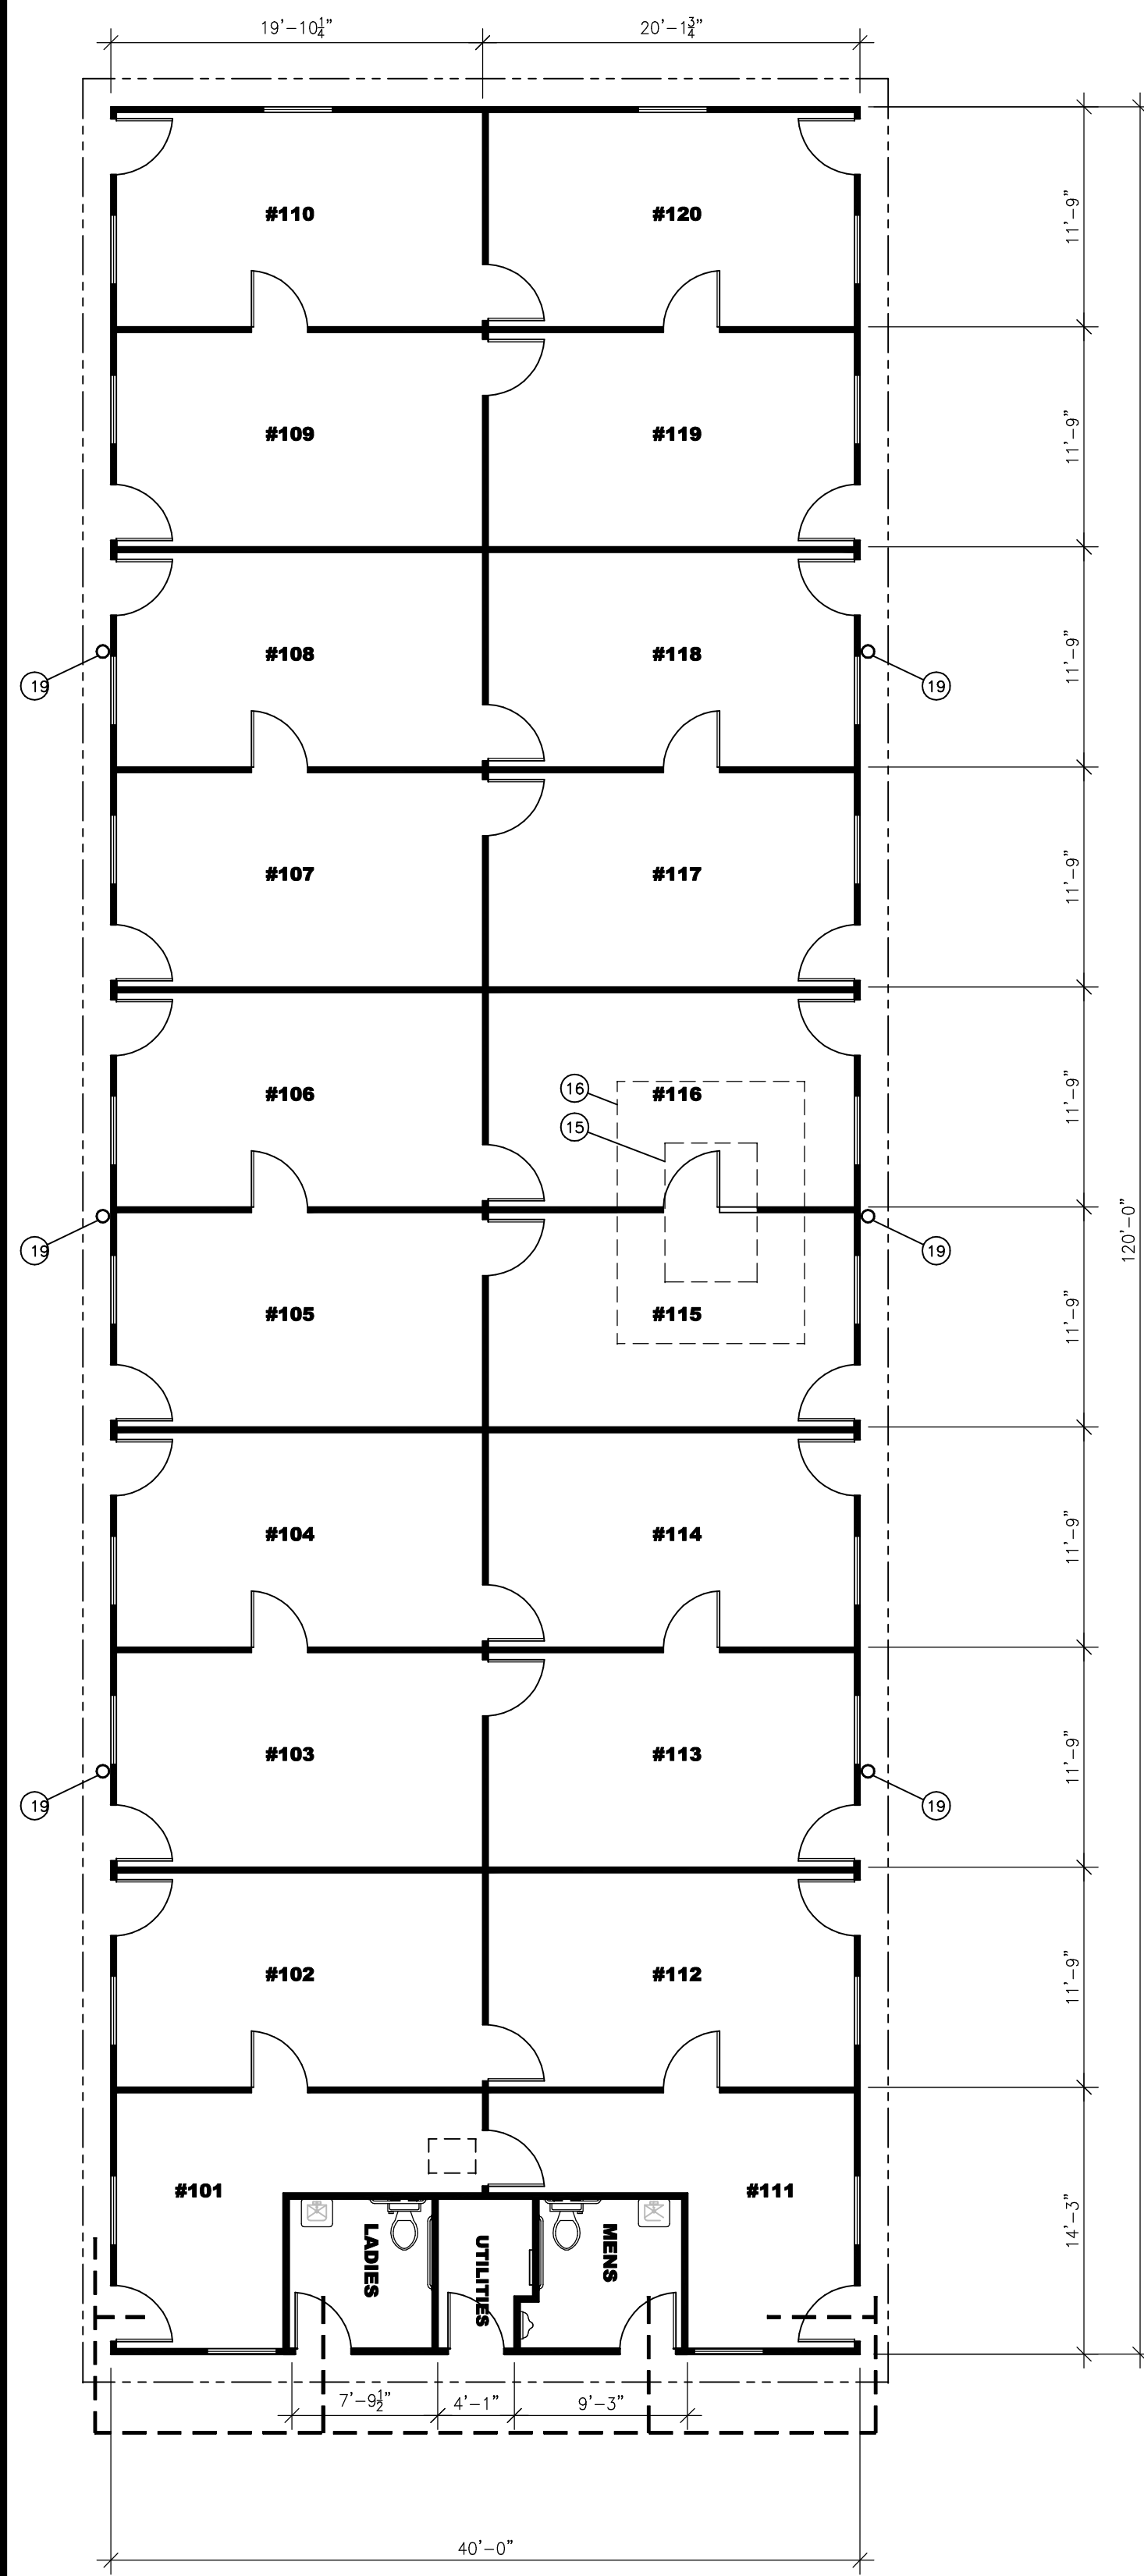 19'-10¼" 20'-1¾"
#110 #120 11'-9"
#109 #119 11'-9"
#108 #118 11'-9"
19 19
#107 #117 11'-9"
#106 16 #116 11'-9"
15
19 19 120'-0"
#105 #115 11'-9"
#104 #114 11'-9"
#103 #113 11'-9"
19 19
#102 #112 11'-9"
#101 #111 14'-3"
LADIES
UTILITIES
MENS
7'-9½" 4'-1" 9'-3"
40'-0"